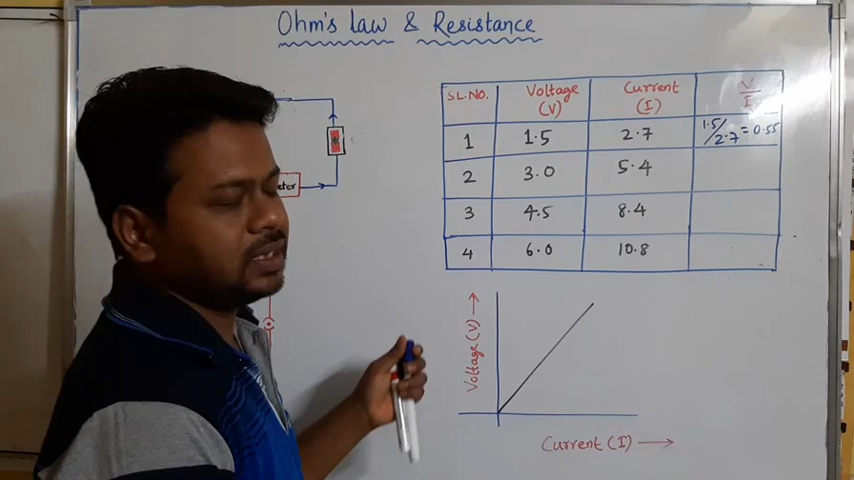 Ohm's Law & Resistance
SL.NO. Voltage (V) Current (I) V/I
1 1.5 2.7 1.5/2.7 = 0.55
2 3.0 5.4
3 4.5 8.4
4 6.0 10.8
Voltage (V) →
Current (I) →